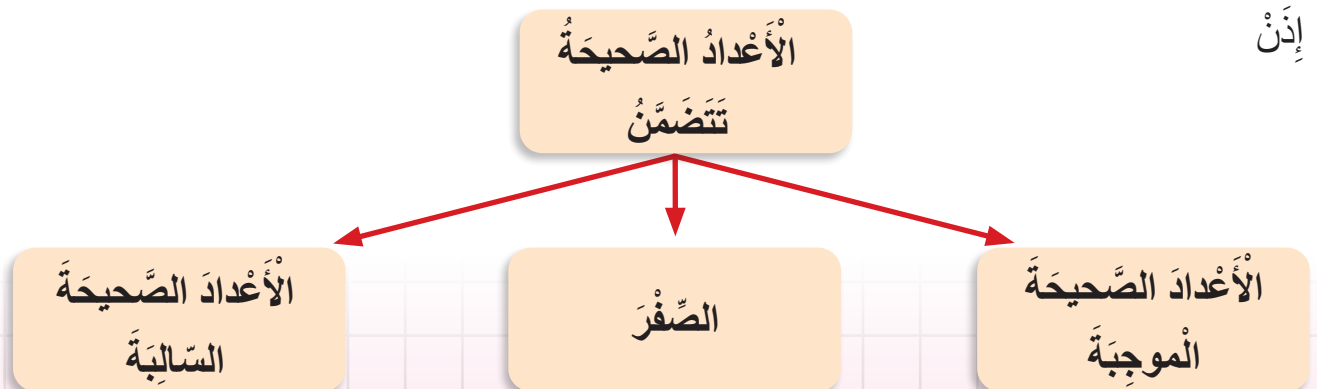 إِذَنْ
الْأَعْدادُ الصَّحيحَةُ
تَتَضَمَّنُ
الْأَعْدادَ الصَّحيحَةَ
الْموجِبَةَ
الصِّفْرَ
الْأَعْدادَ الصَّحيحَةَ
السّالِبَةَ